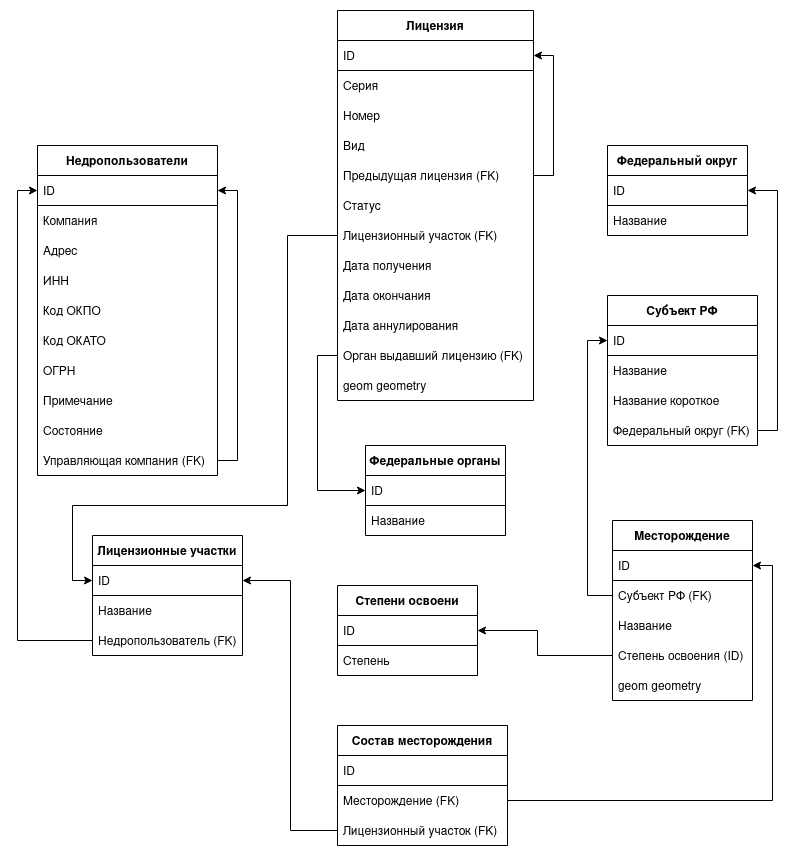 Лицензия
ID
Серия
Номер
Вид
Предыдущая лицензия (FK)
Статус
Лицензионный участок (FK)
Дата получения
Дата окончания
Дата аннулирования
Орган выдавший лицензию (FK)
geom geometry
Недропользователи
ID
Компания
Адрес
ИНН
Код ОКПО
Код ОКАТО
ОГРН
Примечание
Состояние
Управляющая компания (FK)
Федеральный округ
ID
Название
Субъект РФ
ID
Название
Название короткое
Федеральный округ (FK)
Федеральные органы
ID
Название
Лицензионные участки
ID
Название
Недропользователь (FK)
Степени освоени
ID
Степень
Месторождение
ID
Субъект РФ (FK)
Название
Степень освоения (ID)
geom geometry
Состав месторождения
ID
Месторождение (FK)
Лицензионный участок (FK)